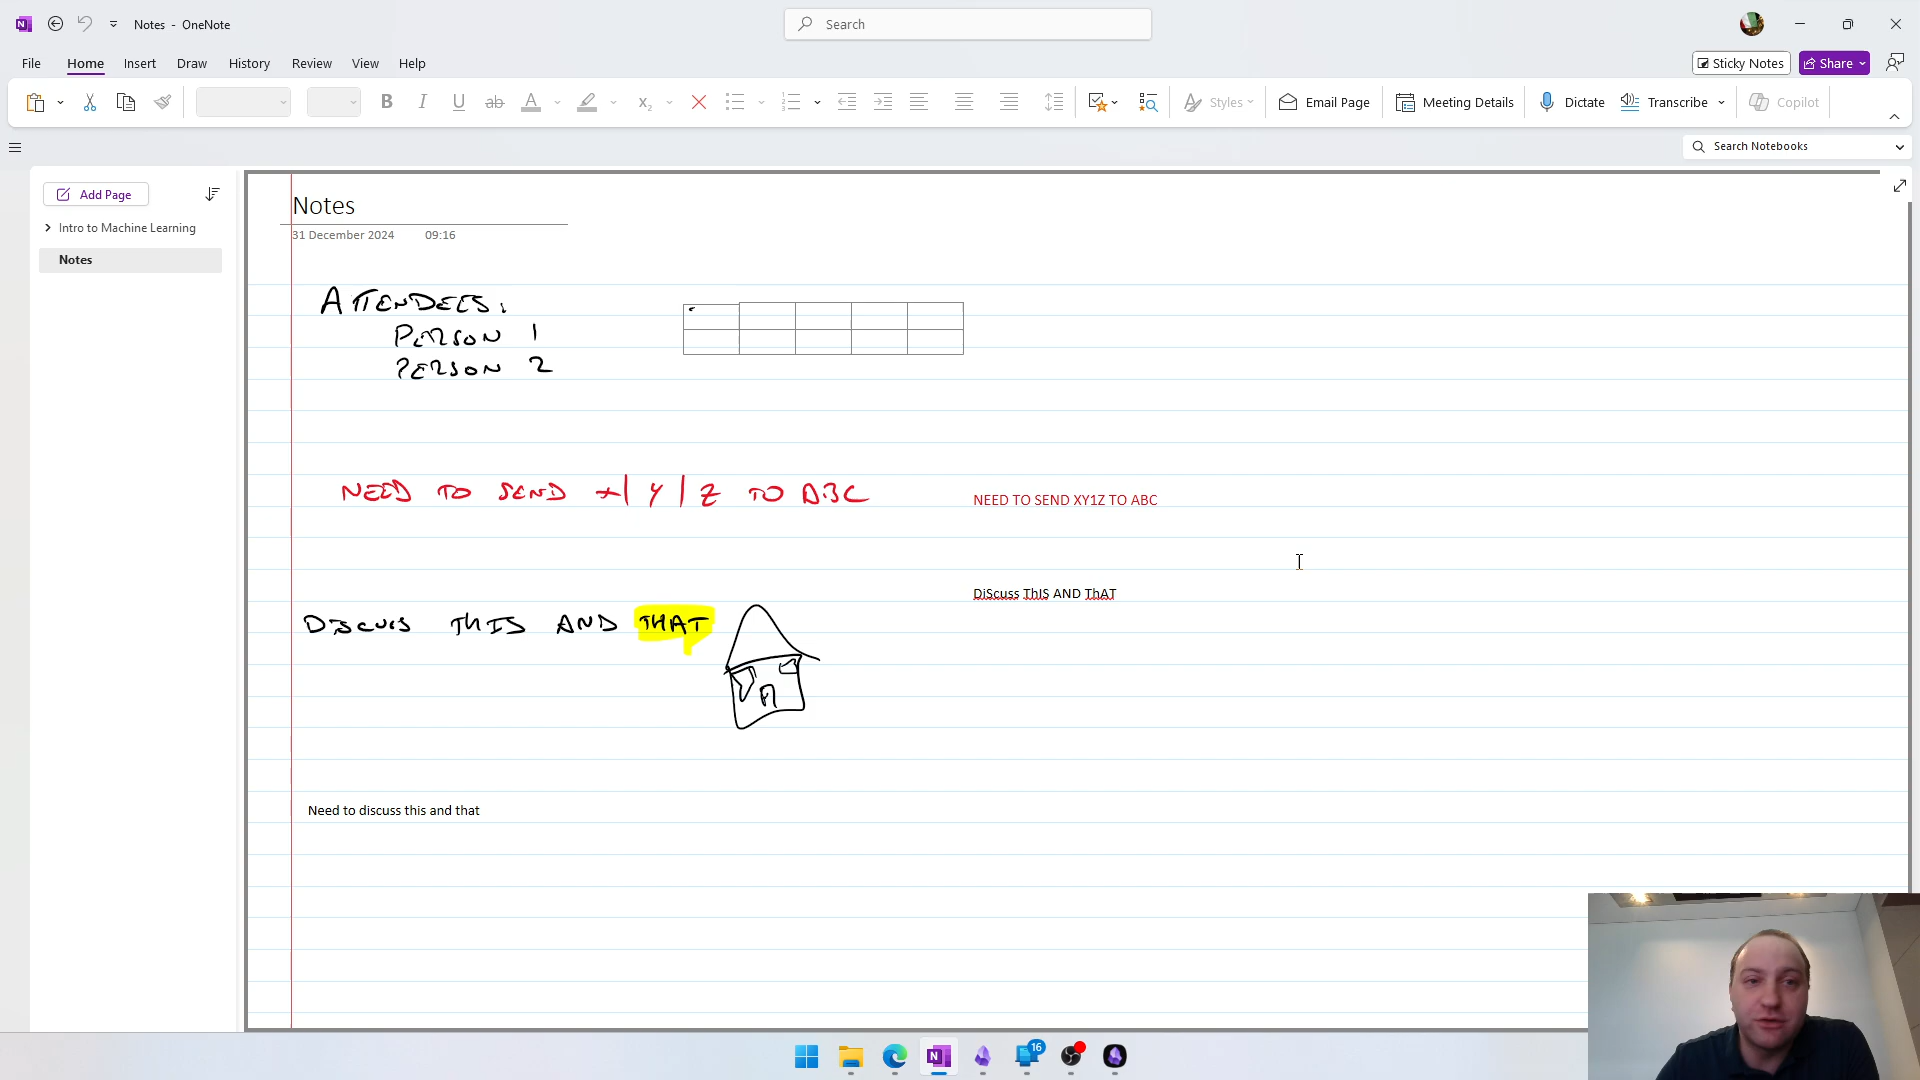 Notes - OneNote
Search
File Home Insert Draw History Review View Help
Sticky Notes Share
B I U ab A x₂ Styles Email Page Meeting Details Dictate Transcribe Copilot
Search Notebooks
Add Page
Intro to Machine Learning
Notes
Notes
31 December 2024 09:16
ATTENDEES:
PERSON 1
PERSON 2
NEED TO SEND X|Y|Z TO ABC
NEED TO SEND XY1Z TO ABC
DiScuss ThIS AND ThAT
DISCUSS THIS AND THAT
Need to discuss this and that
16